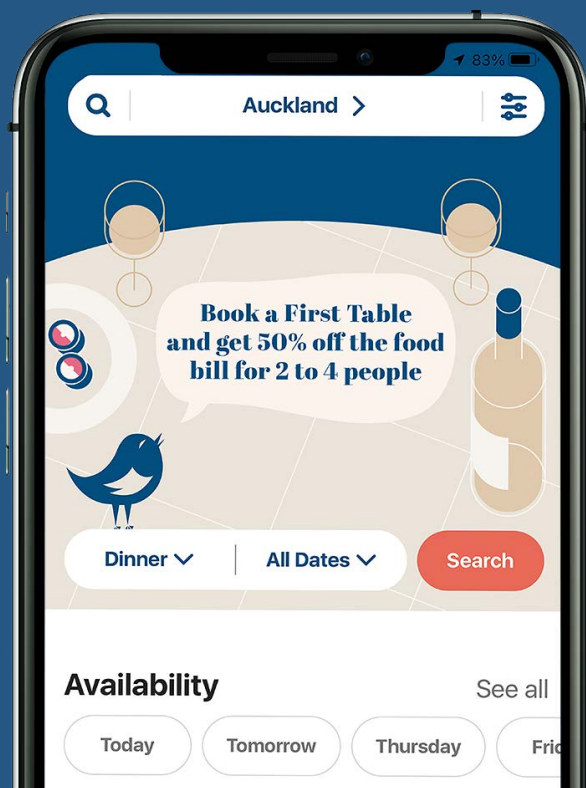 83%
Auckland
Book a First Table
and get 50% off the food
bill for 2 to 4 people
Dinner All Dates Search
Availability See all
Today Tomorrow Thursday Fri